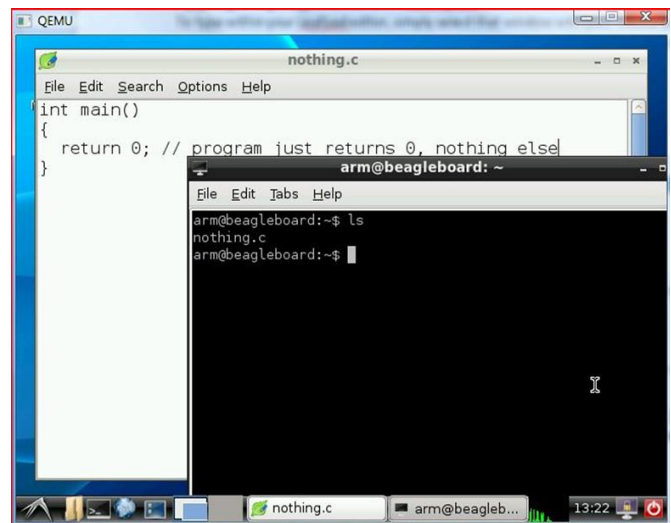 QEMU
nothing.c
File Edit Search Options Help
int main()
{
return 0; // program just returns 0, nothing else
}
arm@beagleboard: ~
File Edit Tabs Help
arm@beagleboard:~$ ls
nothing.c
arm@beagleboard:~$
nothing.c
arm@beagleb...
13:22